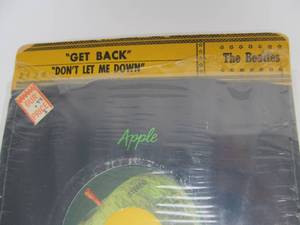 "GET BACK"
"DON'T LET ME DOWN"
The Beatles
Apple